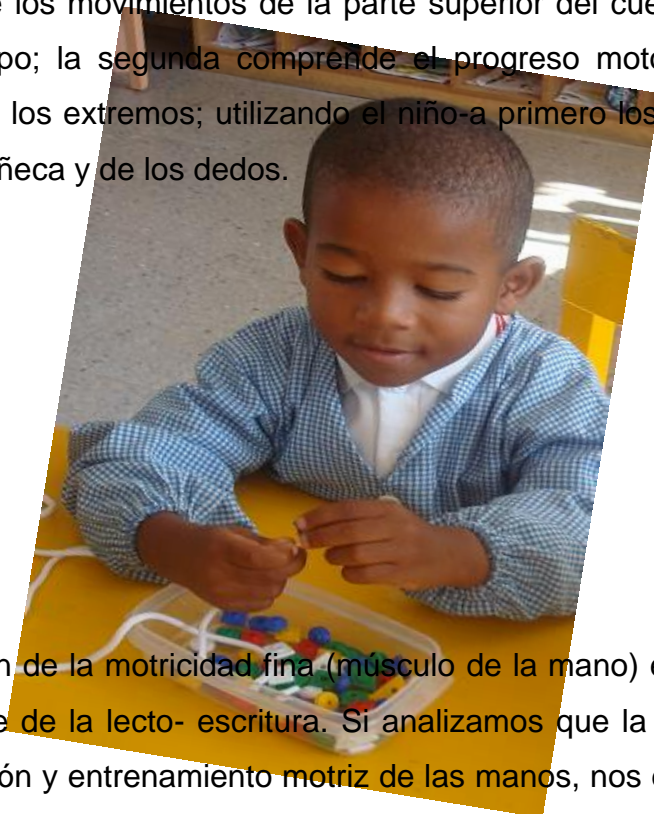 los movimientos de la parte superior del
po; la segunda comprende el progreso
los extremos; utilizando el niño-a primero los
ñeca y de los dedos.
n de la motricidad fina (músculo de la mano)
e de la lecto- escritura. Si analizamos que la
ón y entrenamiento motriz de las manos, nos